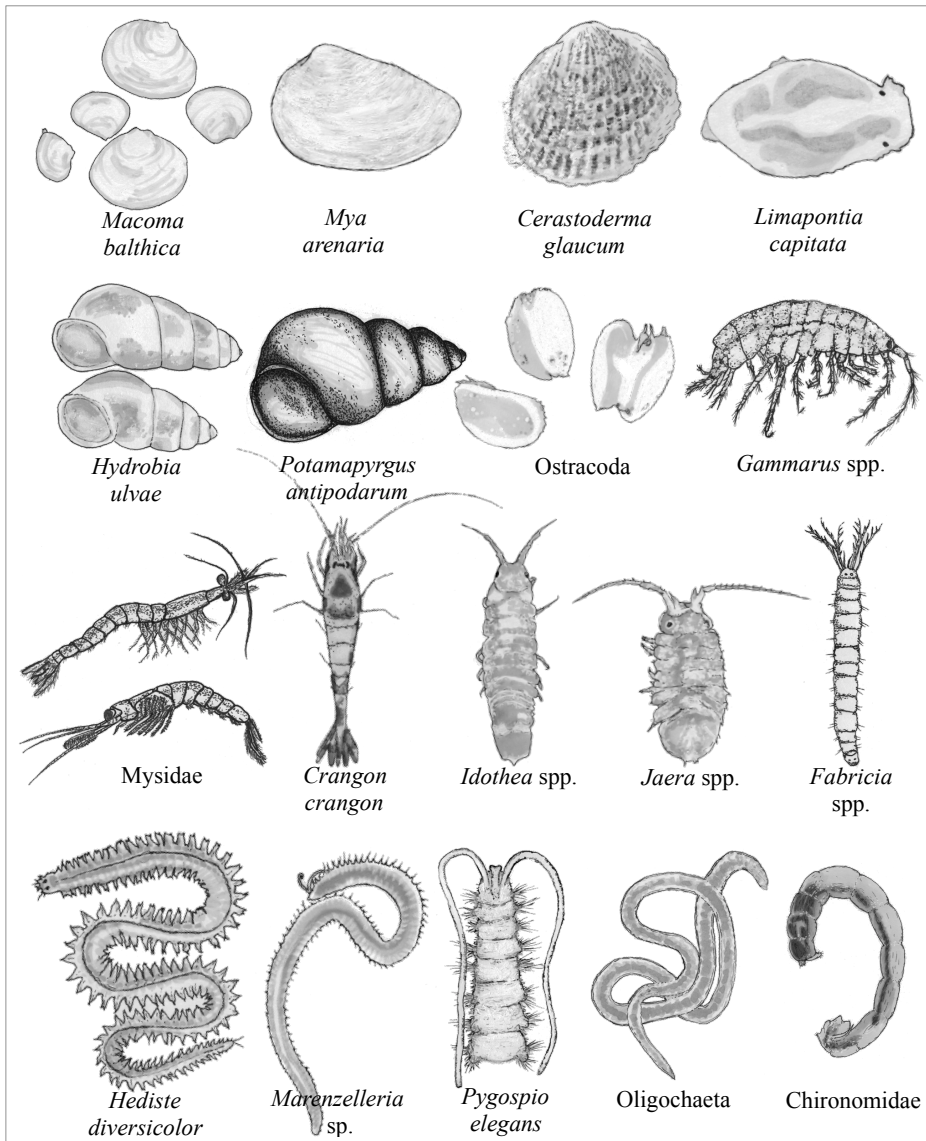 Macoma
balthica
Mya
arenaria
Cerastoderma
glaucum
Limapontia
capitata
Hydrobia
ulvae
Potamapyrgus
antipodarum
Ostracoda
Gammarus spp.
Mysidae
Crangon
crangon
Idothea spp.
Jaera spp.
Fabricia
spp.
Hediste
diversicolor
Marenzelleria
sp.
Pygospio
elegans
Oligochaeta
Chironomidae